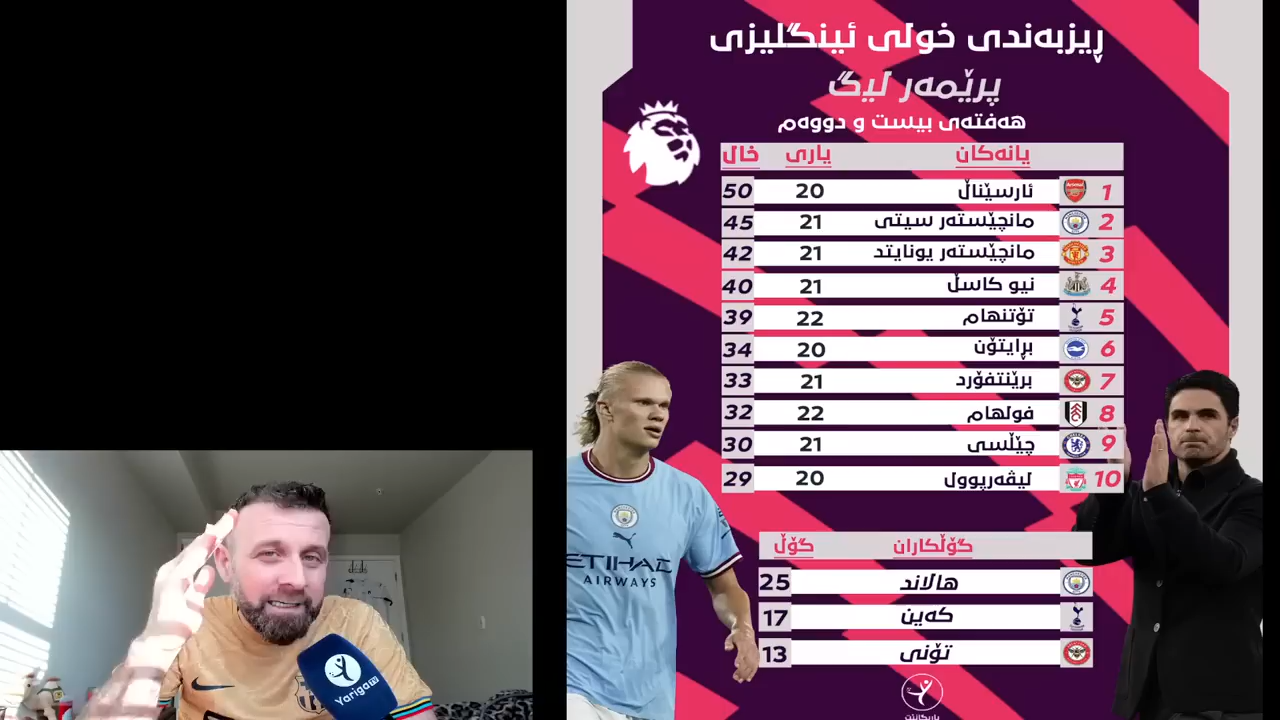 ڕیزبەندی خولی ئینگلیزی
پرێمەر لیگ
هەفتەی بیست و دووەم
یانەکان یاری خاڵ
1 ئارسێناڵ 20 50
2 مانچێستەر سیتی 21 45
3 مانچێستەر یونایتد 21 42
4 نیو کاسڵ 21 40
5 تۆتنهام 22 39
6 برایتۆن 20 34
7 برێنتفۆرد 21 33
8 فولهام 22 32
9 چێڵسی 21 30
10 لیڤەرپوول 20 29
گۆڵکاران گۆڵ
هالاند 25
کەین 17
تۆنی 13
ETIHAD
AIRWAYS
یاریگانێت
Yariga